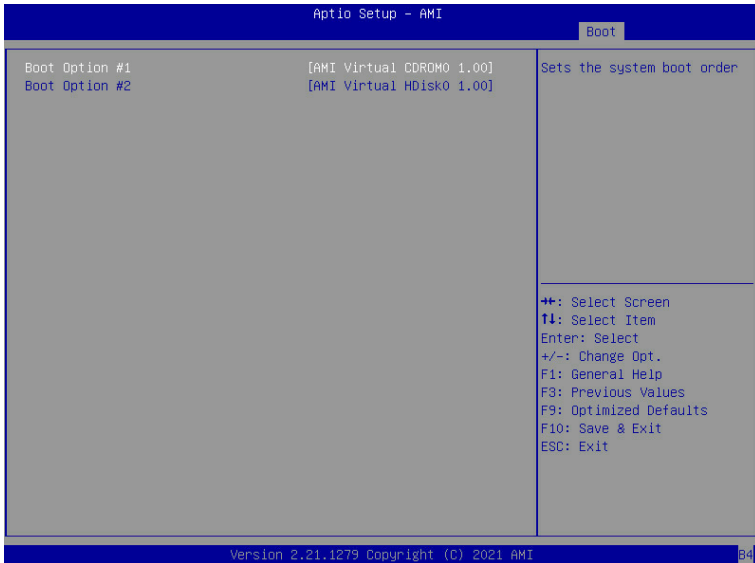 Aptio Setup – AMI
Boot
Boot Option #1 [AMI Virtual CDROM0 1.00]
Boot Option #2 [AMI Virtual HDisk0 1.00]
Sets the system boot order
→←: Select Screen
↑↓: Select Item
Enter: Select
+/-: Change Opt.
F1: General Help
F3: Previous Values
F9: Optimized Defaults
F10: Save & Exit
ESC: Exit
Version 2.21.1279 Copyright (C) 2021 AMI
B4